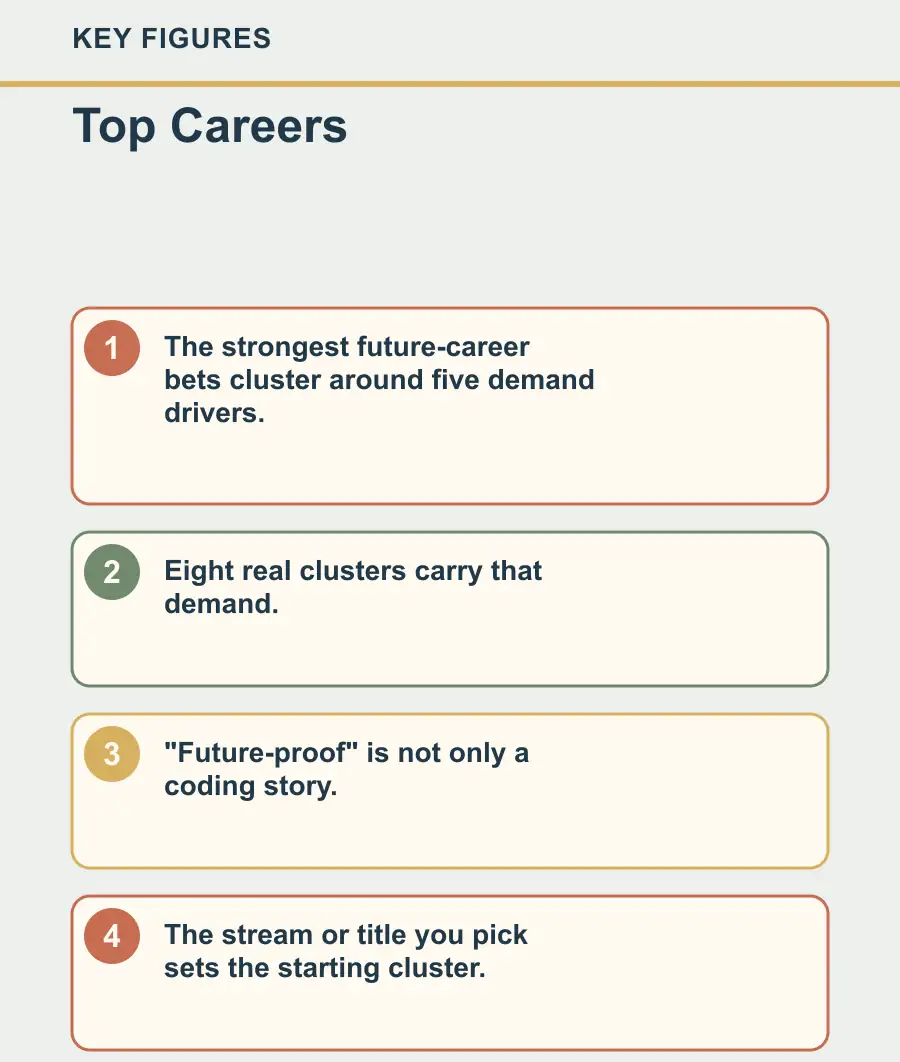 KEY FIGURES
Top Careers
1
The strongest future-career
bets cluster around five demand
drivers.
2
Eight real clusters carry that
demand.
3
"Future-proof" is not only a
coding story.
4
The stream or title you pick
sets the starting cluster.